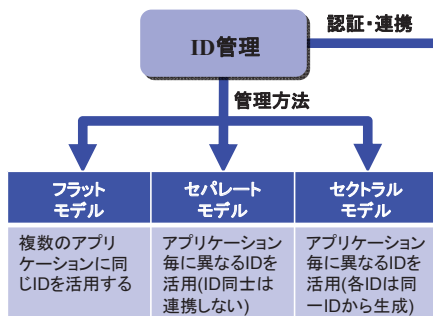 認証・連携
ID管理
管理方法
フラット
モデル
セパレート
モデル
セクトラル
モデル
複数のアプリ
ケーションに同
じIDを活用する
アプリケーション
毎に異なるIDを
活用(ID同士は
連携しない)
アプリケーション
毎に異なるIDを
活用(各IDは同
一IDから生成)